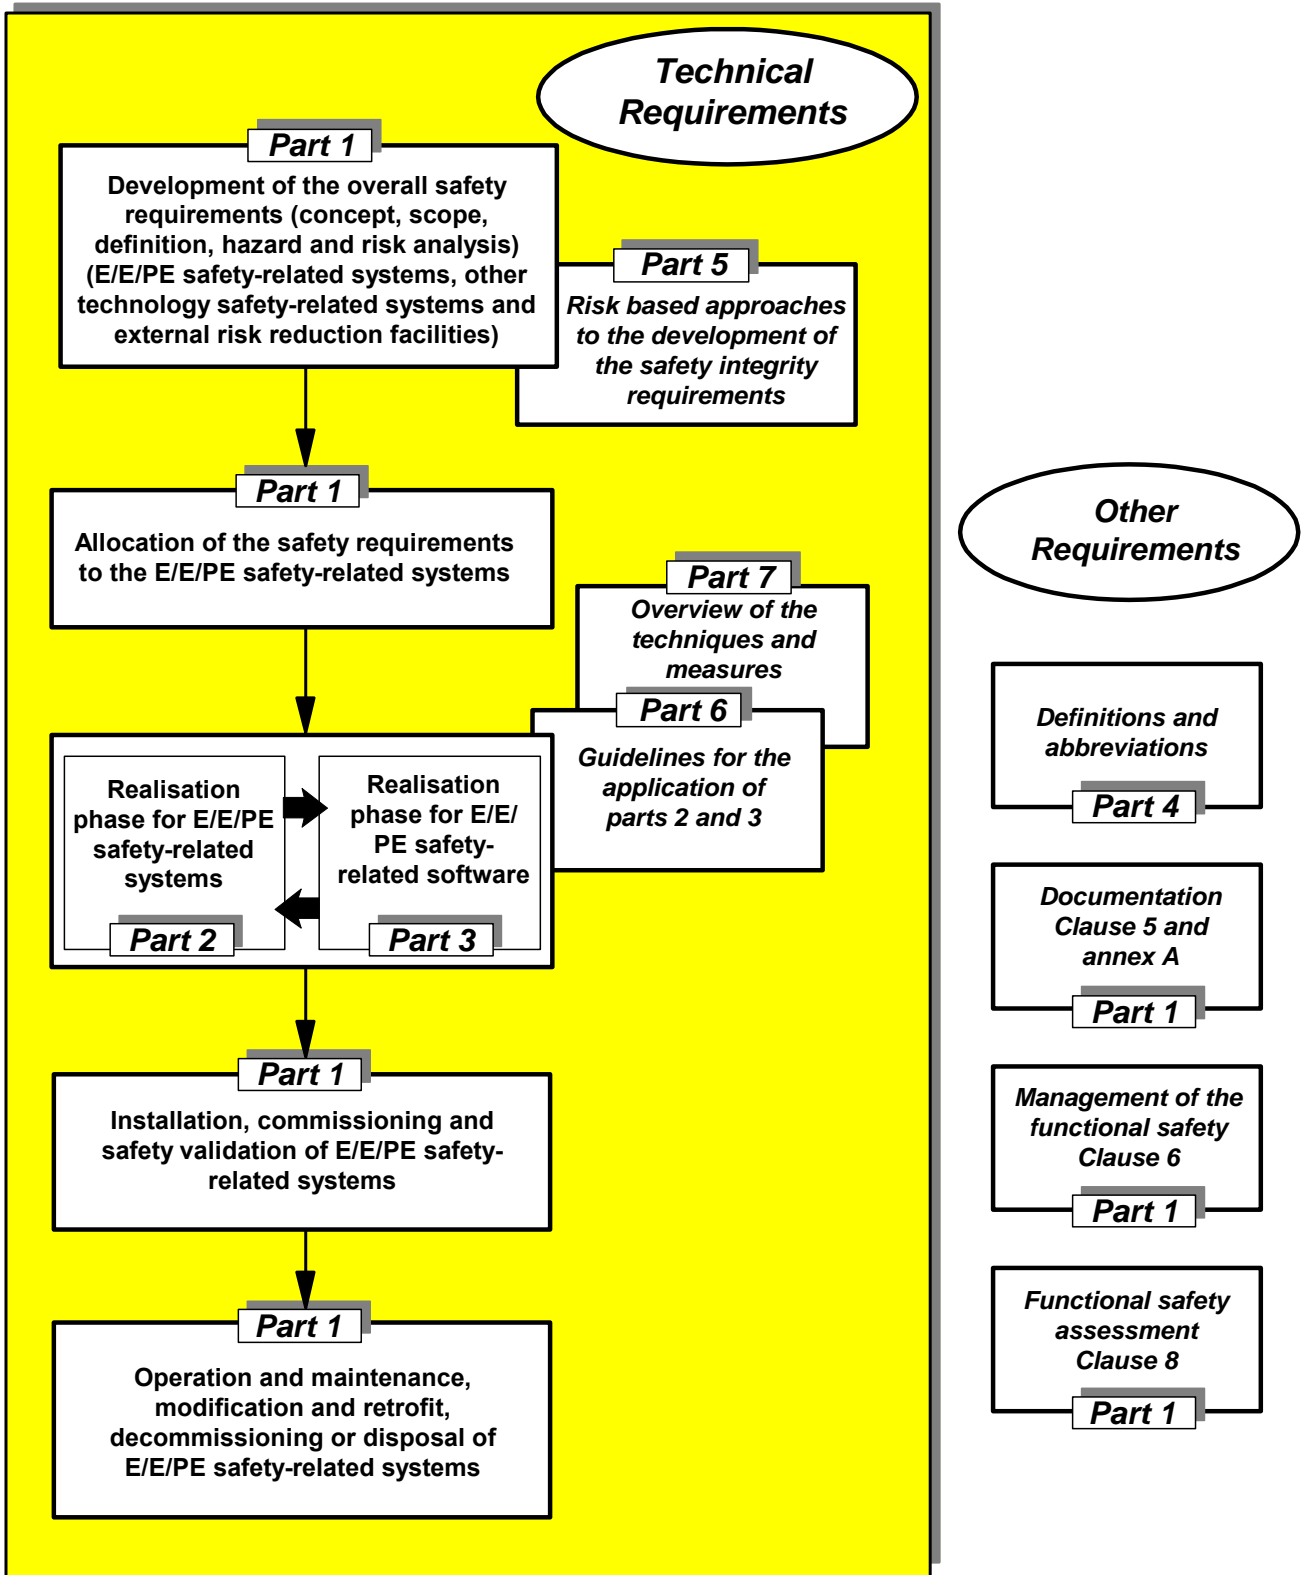 Technical
Requirements
Part 1
Development of the overall safety
requirements (concept, scope,
definition, hazard and risk analysis)
(E/E/PE safety-related systems, other
technology safety-related systems and
external risk reduction facilities)
Part 5
Risk based approaches
to the development of
the safety integrity
requirements
Part 1
Allocation of the safety requirements
to the E/E/PE safety-related systems
Part 7
Overview of the
techniques and
measures
Part 6
Guidelines for the
application of
parts 2 and 3
Realisation
phase for E/E/PE
safety-related
systems
Part 2
Realisation
phase for E/E/
PE safety-
related software
Part 3
Part 1
Installation, commissioning and
safety validation of E/E/PE safety-
related systems
Part 1
Operation and maintenance,
modification and retrofit,
decommissioning or disposal of
E/E/PE safety-related systems
Other
Requirements
Definitions and
abbreviations
Part 4
Documentation
Clause 5 and
annex A
Part 1
Management of the
functional safety
Clause 6
Part 1
Functional safety
assessment
Clause 8
Part 1